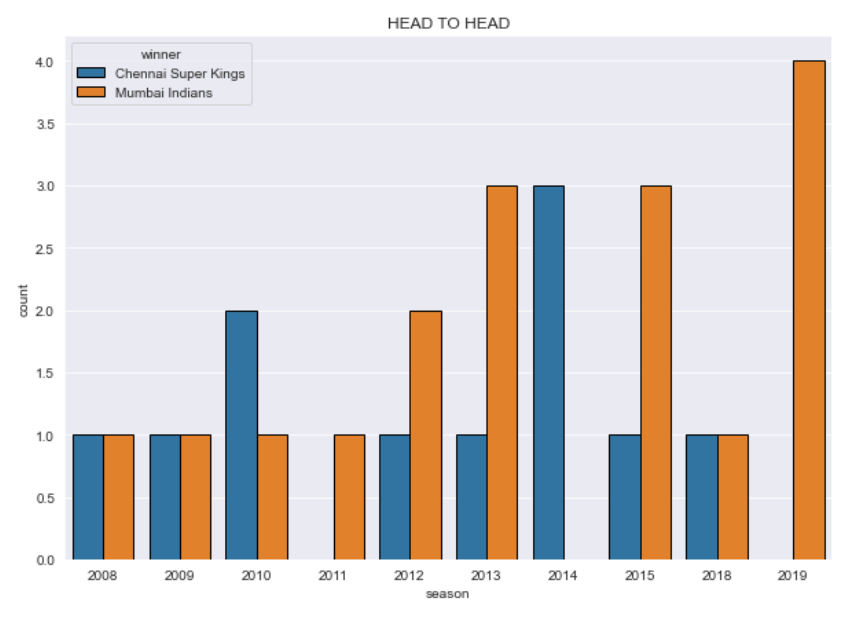 HEAD TO HEAD
winner
Chennai Super Kings
Mumbai Indians
4.0
3.5
3.0
2.5
2.0
1.5
1.0
0.5
0.0
count
2008 2009 2010 2011 2012 2013 2014 2015 2018 2019
season